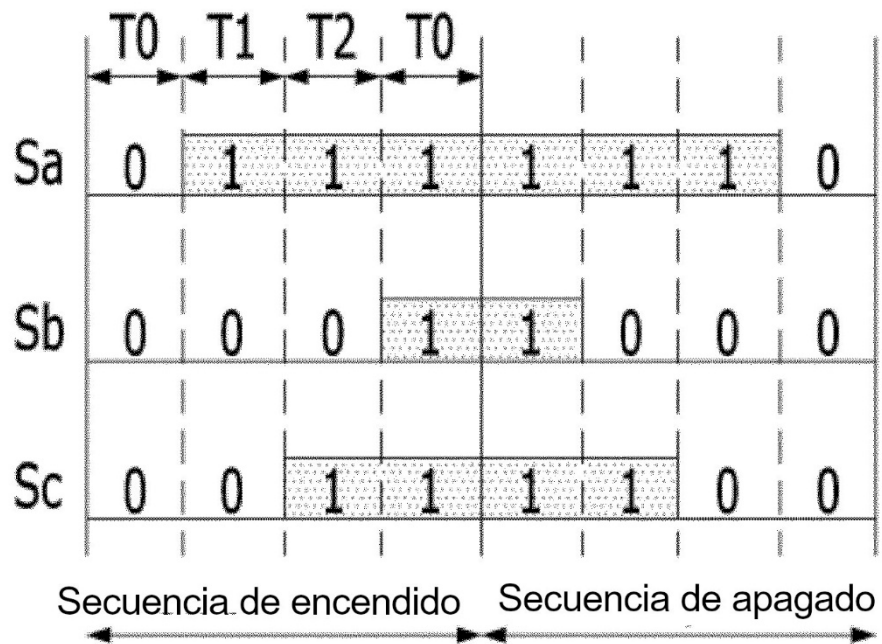 T0 T1 T2 T0
Sa 0 1 1 1 1 1 1 0
Sb 0 0 0 1 1 0 0 0
Sc 0 0 1 1 1 1 0 0
Secuencia de encendido Secuencia de apagado